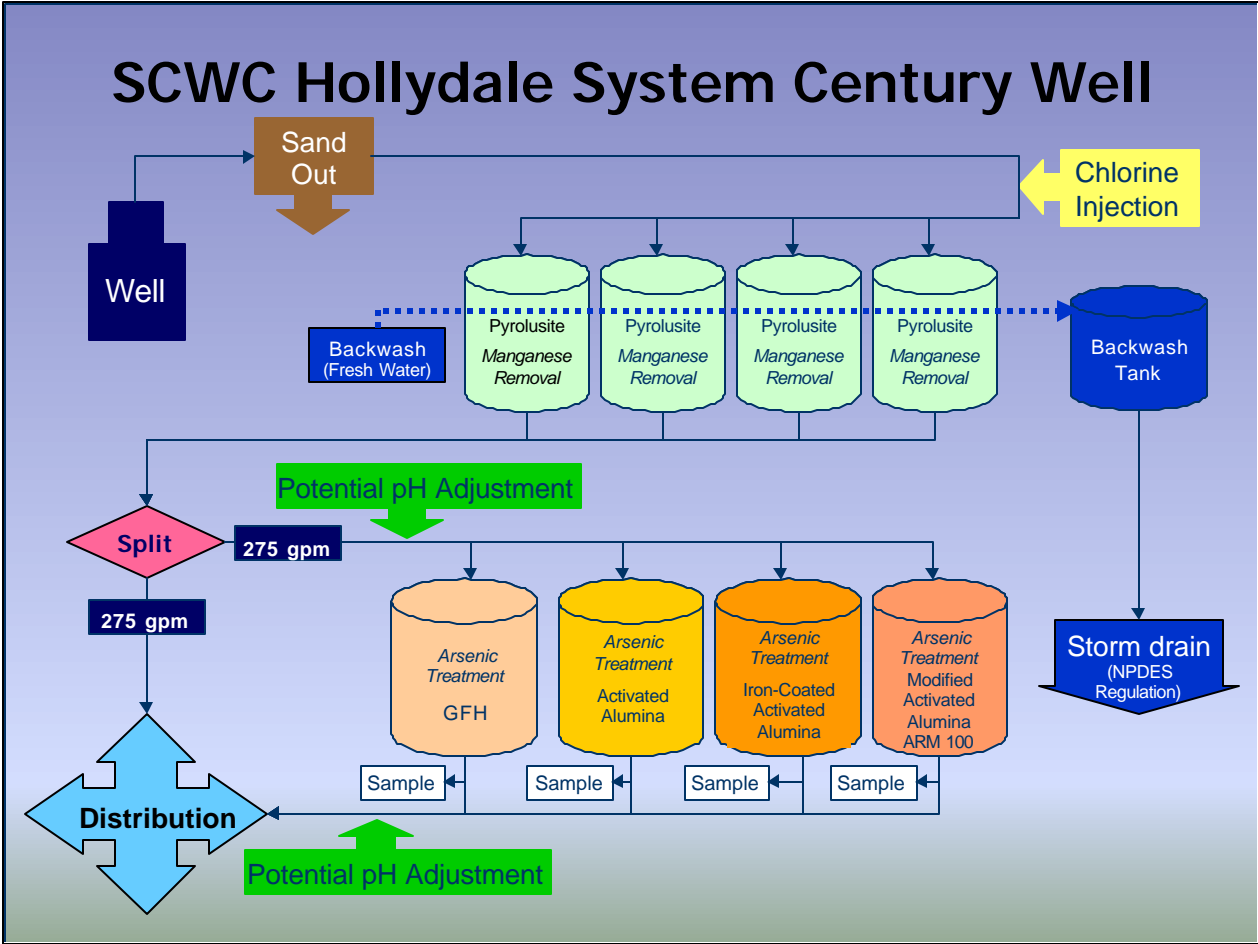 SCWC Hollydale System Century Well
Sand
Out
Chlorine
Injection
Well
Backwash
(Fresh Water)
Pyrolusite
Manganese
Removal
Pyrolusite
Manganese
Removal
Pyrolusite
Manganese
Removal
Pyrolusite
Manganese
Removal
Backwash
Tank
Potential pH Adjustment
Split
275 gpm
275 gpm
Arsenic
Treatment
GFH
Arsenic
Treatment
Activated
Alumina
Arsenic
Treatment
Iron-Coated
Activated
Alumina
Arsenic
Treatment
Modified
Activated
Alumina
ARM 100
Storm drain
(NPDES
Regulation)
Sample
Sample
Sample
Sample
Distribution
Potential pH Adjustment